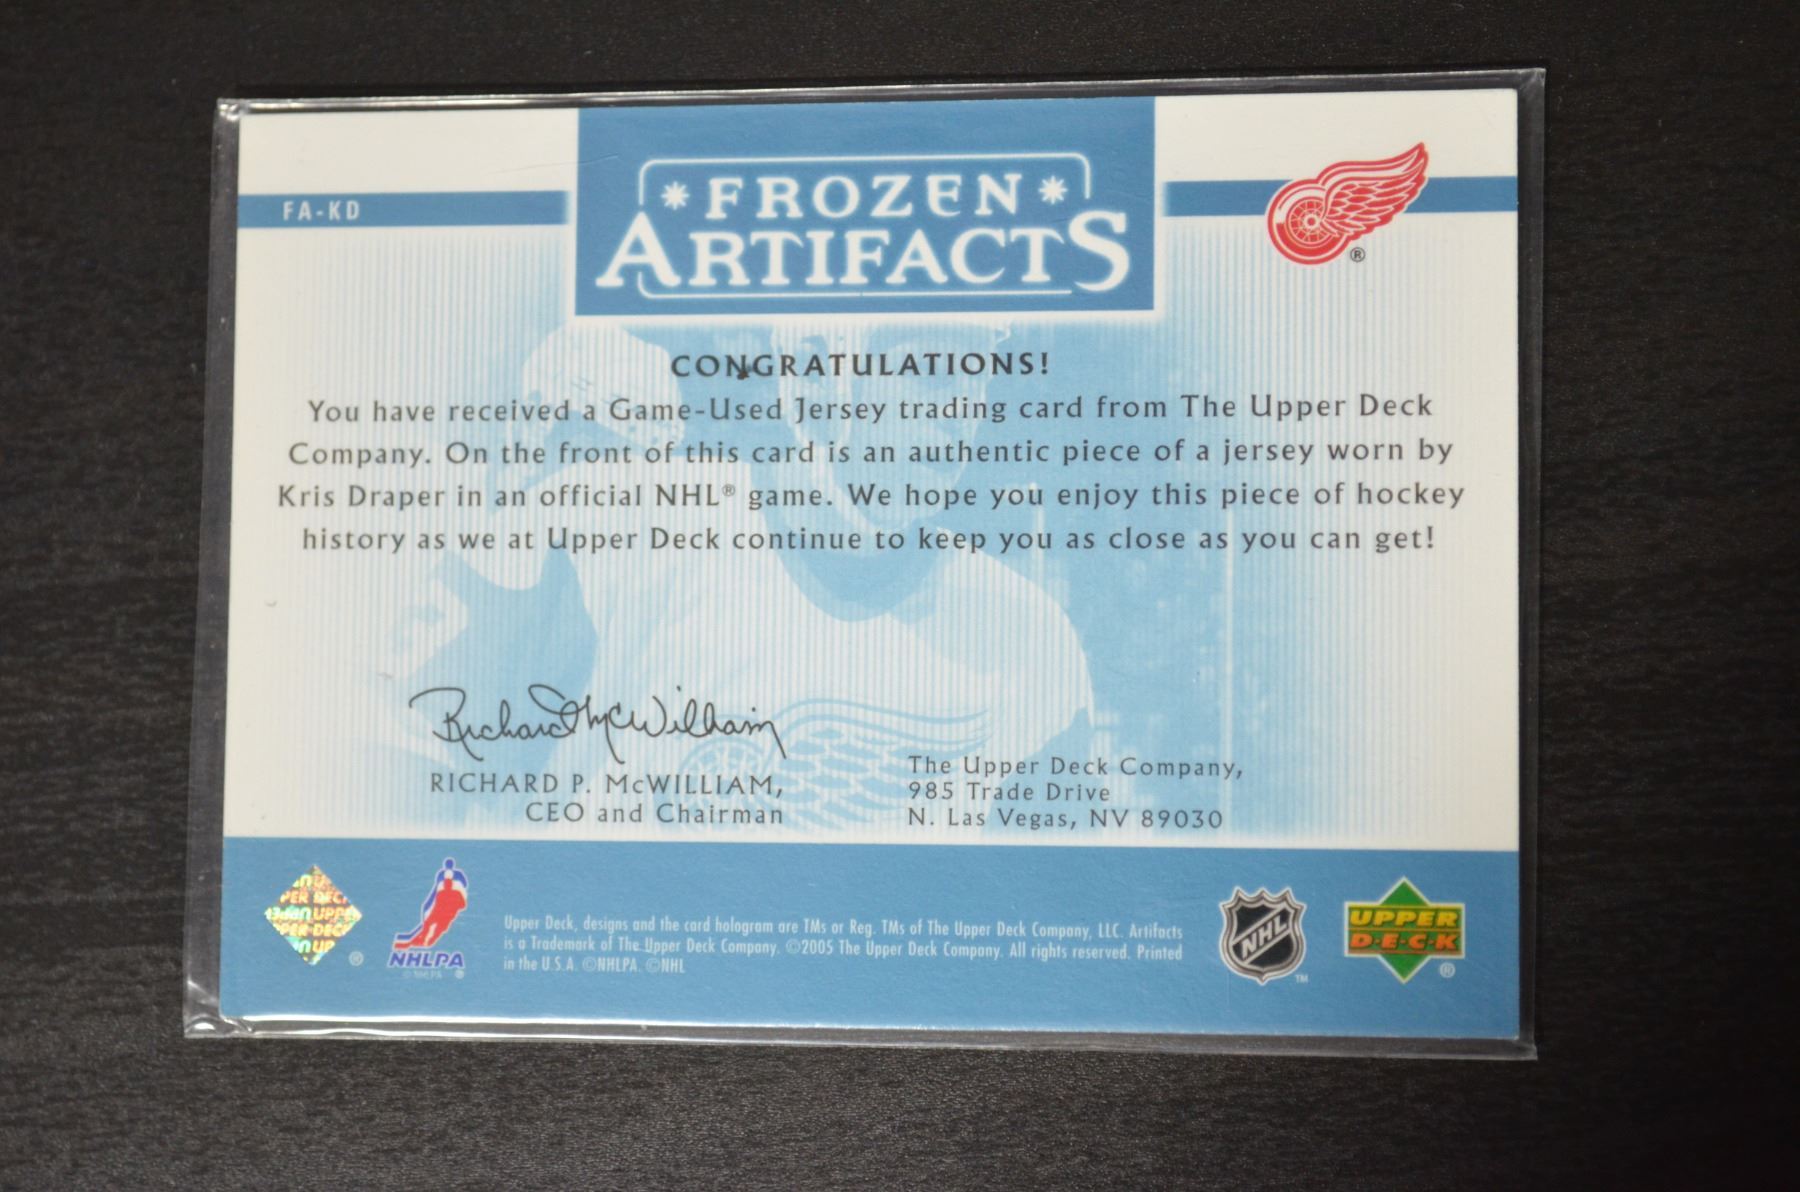 FA-KD
FROZEN
ARTIFACTS
®
CONGRATULATIONS!
You have received a Game-Used Jersey trading card from The Upper Deck
Company. On the front of this card is an authentic piece of a jersey worn by
Kris Draper in an official NHL® game. We hope you enjoy this piece of hockey
history as we at Upper Deck continue to keep you as close as you can get!
Richard McWilliam
RICHARD P. McWILLIAM,
CEO and Chairman
The Upper Deck Company,
985 Trade Drive
N. Las Vegas, NV 89030
UPPER
PER DECK
®
NHLPA
©NHLPA ®
Upper Deck, designs and the card hologram are TMs or Reg. TMs of The Upper Deck Company, LLC. Artifacts
is a Trademark of The Upper Deck Company. ©2005 The Upper Deck Company. All rights reserved. Printed
in the U.S.A. ©NHLPA. ©NHL
NHL
TM
UPPER
D·E·C·K
®